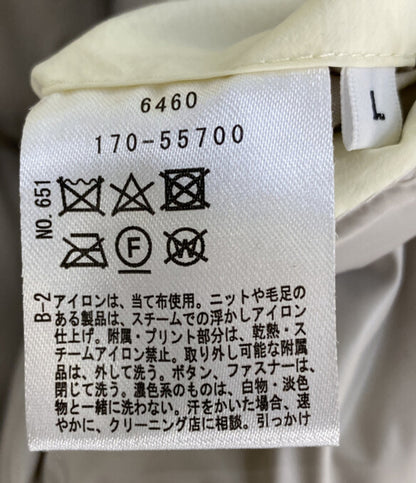 6460
170-55700
L
NO. 651
F W
B-2
アイロンは、当て布使用。ニットや毛足の
ある製品は、スチームでの浮かしアイロン
仕上げ。附属・プリント部分は、乾熱・ス
チームアイロン禁止。取り外し可能な附属
品は、外して洗う。ボタン、ファスナーは、
閉じて洗う。濃色系のものは、白物・淡色
物と一緒に洗わない。汗をかいた場合、速
やかに、クリーニング店に相談。引っかけ